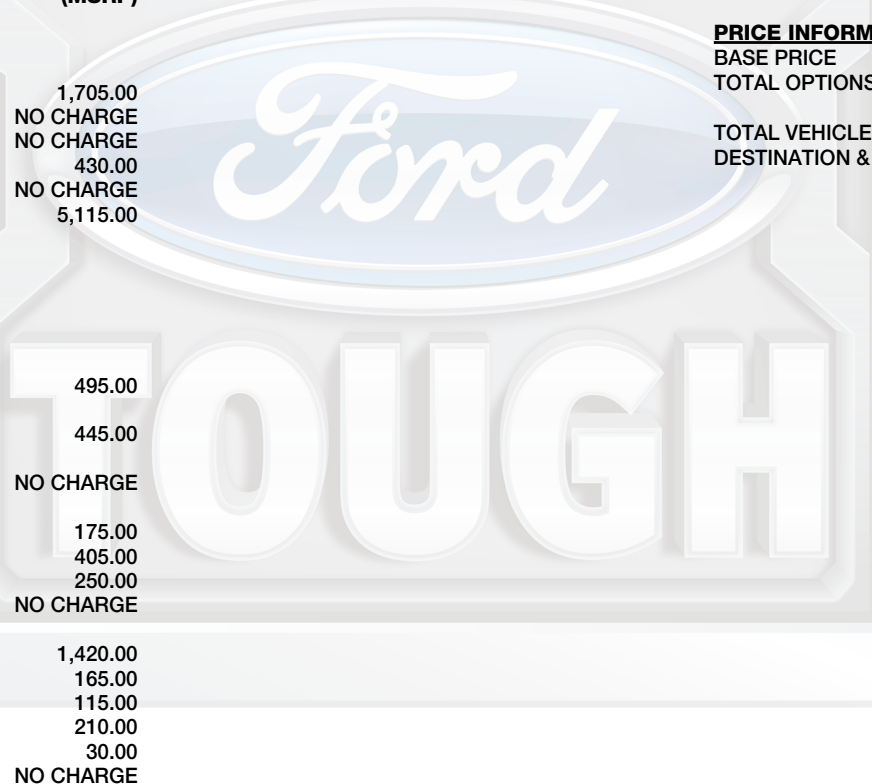 (MSRP)
1,705.00
NO CHARGE
NO CHARGE
430.00
NO CHARGE
5,115.00
495.00
445.00
NO CHARGE
175.00
405.00
250.00
NO CHARGE
1,420.00
165.00
115.00
210.00
30.00
NO CHARGE
PRICE INFORM
BASE PRICE
TOTAL OPTIONS
TOTAL VEHICLE
DESTINATION &
Ford
TOUGH